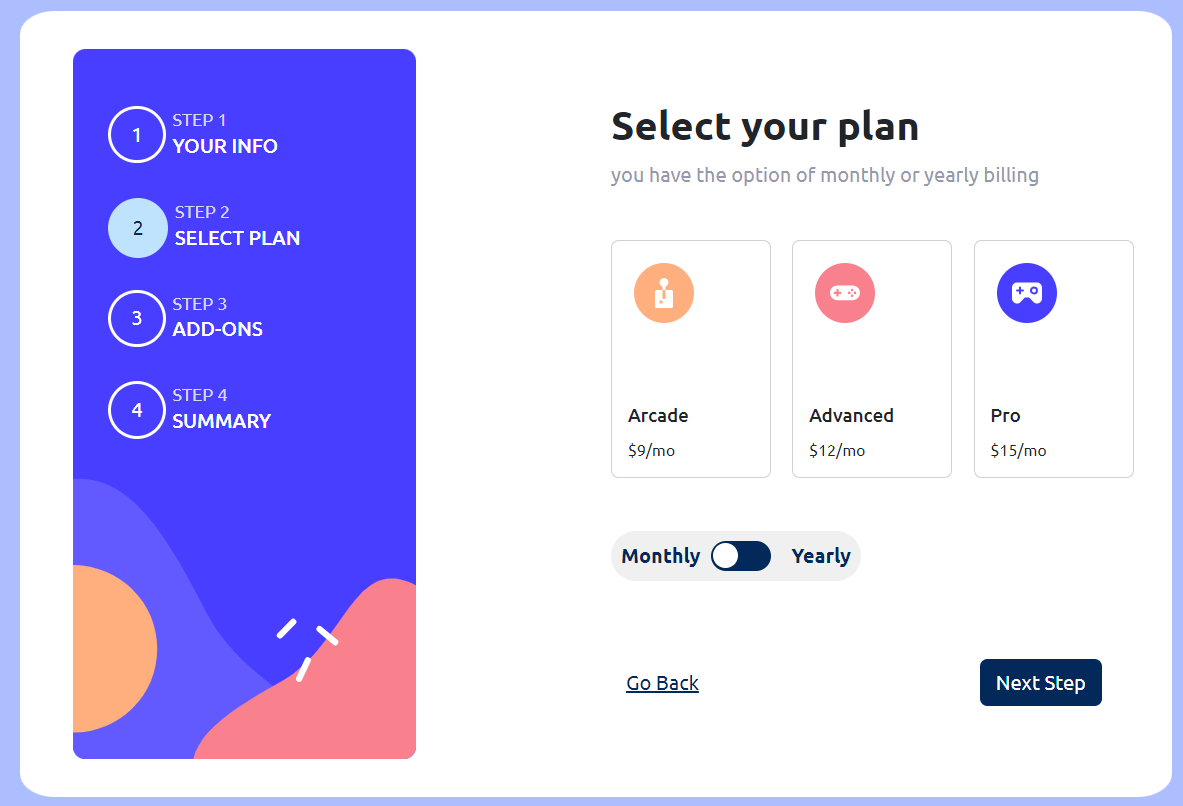 1
STEP 1
YOUR INFO
2
STEP 2
SELECT PLAN
3
STEP 3
ADD-ONS
4
STEP 4
SUMMARY
Select your plan
you have the option of monthly or yearly billing
Arcade
$9/mo
Advanced
$12/mo
Pro
$15/mo
Monthly Yearly
Go Back
Next Step